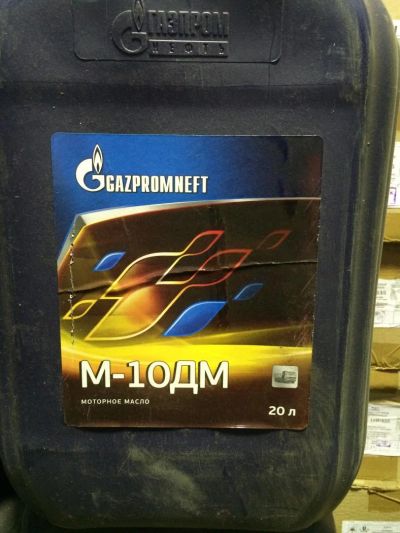 ГАЗПРОМ
НЕФТЬ
GAZPROMNEFT
М-10ДМ
МОТОРНОЕ МАСЛО
20 л